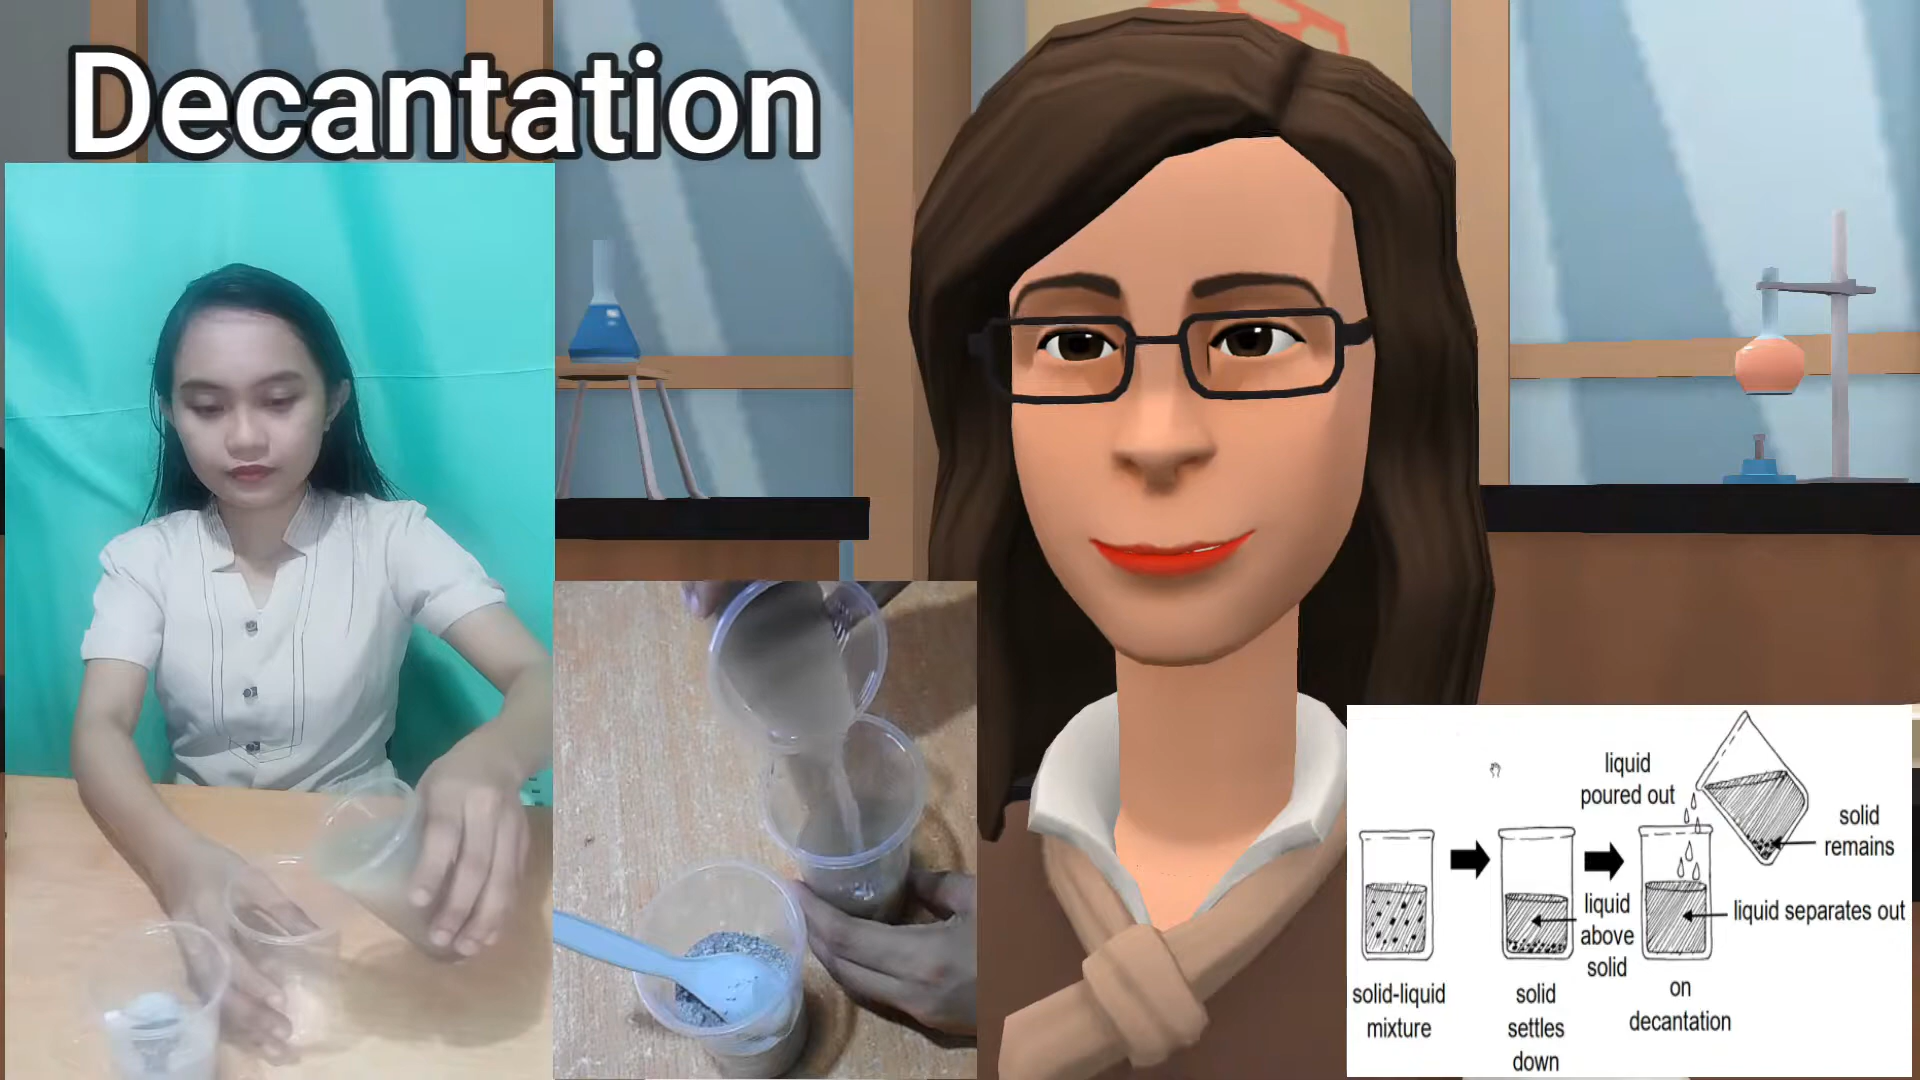 Decantation
liquid
poured out
solid
remains
liquid
above
solid
liquid separates out
solid-liquid
mixture
solid
settles
down
on
decantation